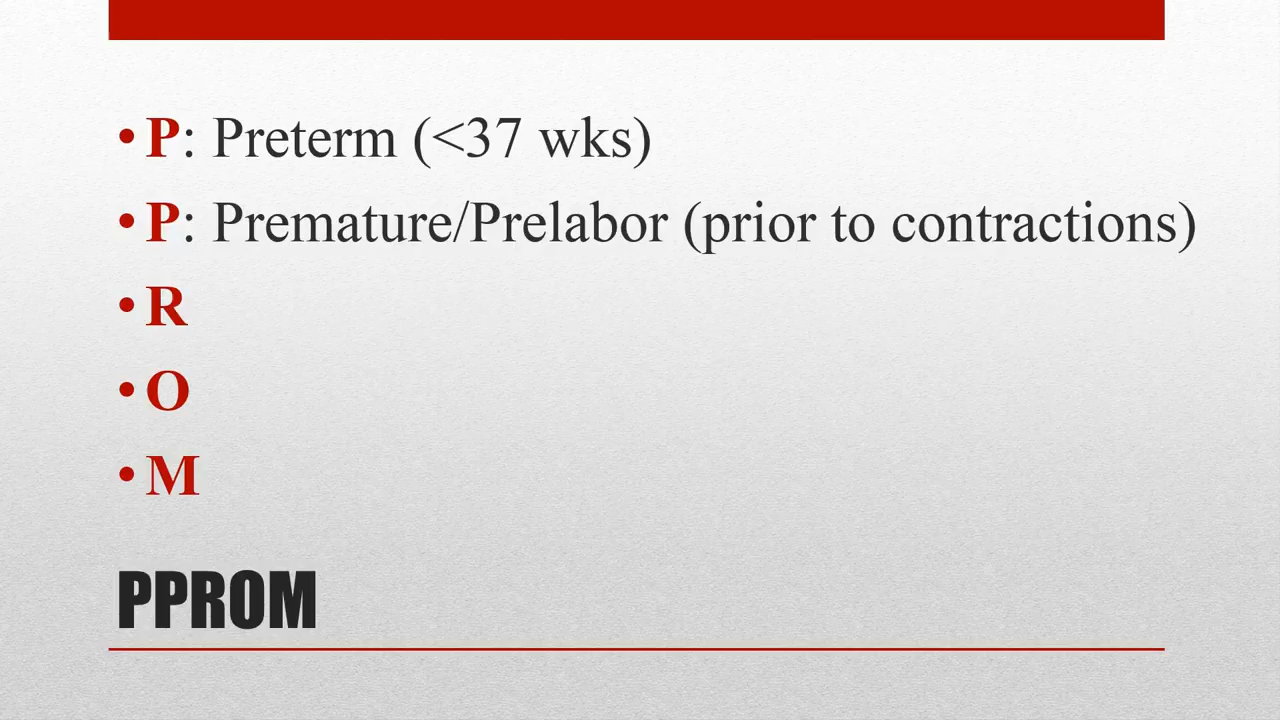 • P: Preterm (<37 wks)
• P: Premature/Prelabor (prior to contractions)
• R
• O
• M
PPROM